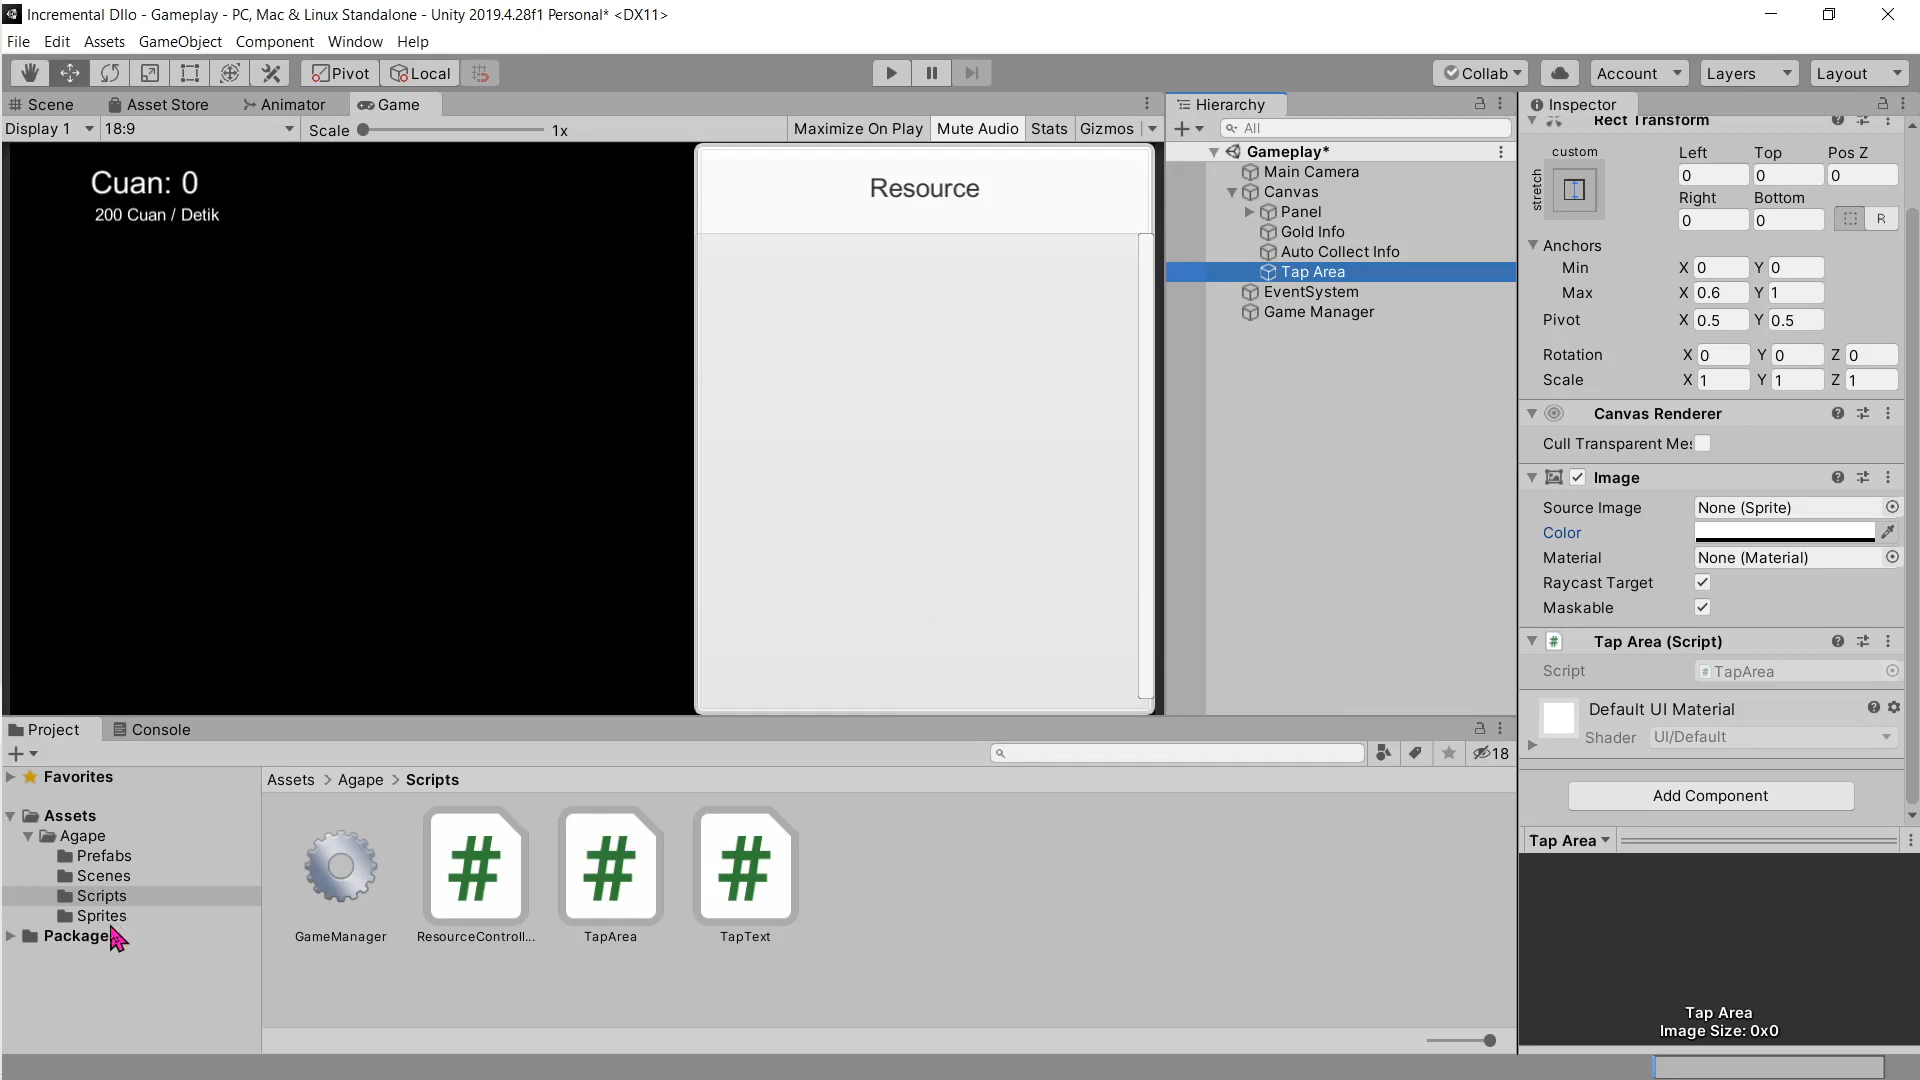 Incremental DIlo - Gameplay - PC, Mac & Linux Standalone - Unity 2019.4.28f1 Personal* <DX11>
File Edit Assets GameObject Component Window Help
Pivot Local Collab Account Layers Layout
Scene Asset Store Animator Game
Display 1 18:9 Scale 1x Maximize On Play Mute Audio Stats Gizmos
Cuan: 0
200 Cuan / Detik
Resource
Hierarchy
All
Gameplay*
Main Camera
Canvas
Panel
Gold Info
Auto Collect Info
Tap Area
EventSystem
Game Manager
Inspector
Rect Transform
custom
stretch
Left Top Pos Z
0 0 0
Right Bottom
0 0 R
Anchors
Min X 0 Y 0
Max X 0.6 Y 1
Pivot X 0.5 Y 0.5
Rotation X 0 Y 0 Z 0
Scale X 1 Y 1 Z 1
Canvas Renderer
Cull Transparent Mes
Image
Source Image None (Sprite)
Color
Material None (Material)
Raycast Target
Maskable
Tap Area (Script)
# 
Script TapArea
Default UI Material
Shader UI/Default
Add Component
Tap Area
Tap Area
Image Size: 0x0
Project Console
18
Favorites
Assets
Agape
Prefabs
Scenes
Scripts
Sprites
Package
Assets > Agape > Scripts
# # #
GameManager ResourceControll... TapArea TapText